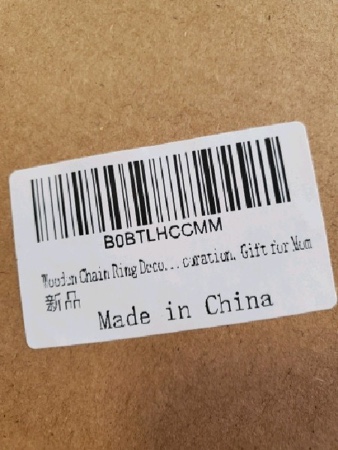 B0BTLHCCMM
Wooden Chain Ring Deco... coration, Gift for Mom
新品
Made in China